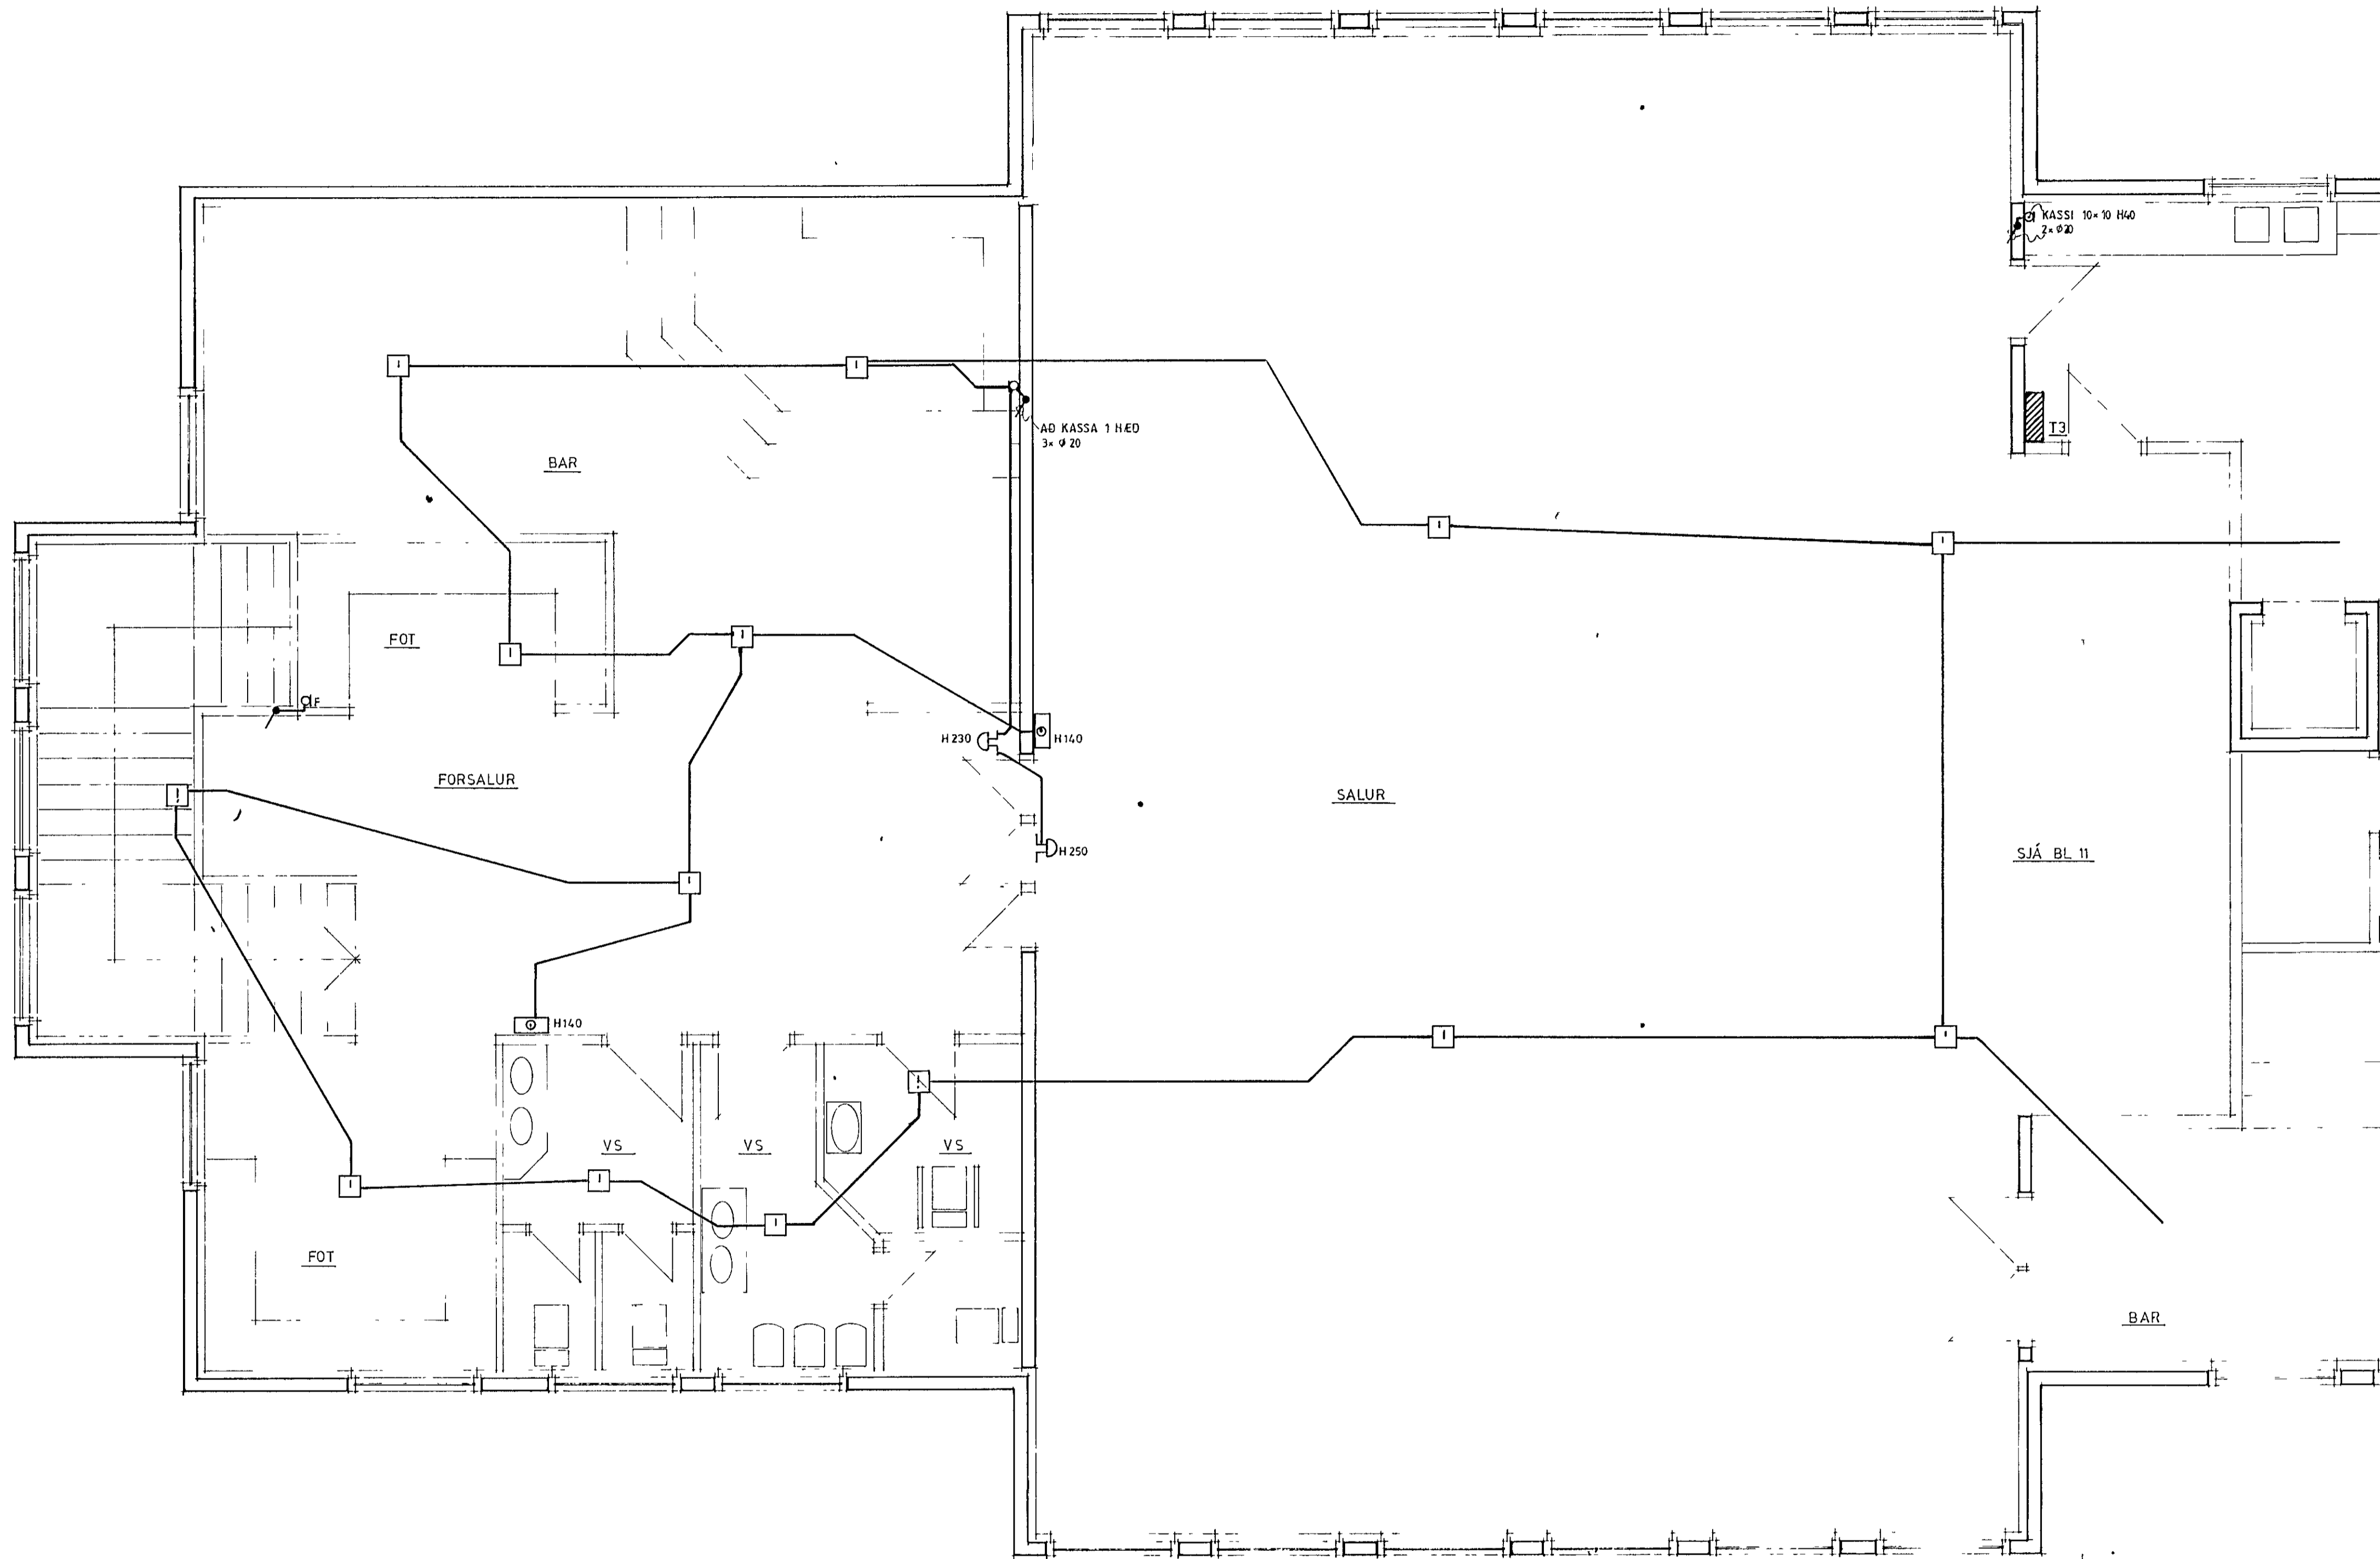 KASSI 10×10 H40
2×Ø20
AÐ KASSA 1 HÆÐ
3×Ø20
T3
BAR
FOT
F
H230
H140
FORSALUR
SALUR
H250
SJÁ BL 11
H140
VS
VS
VS
FOT
BAR